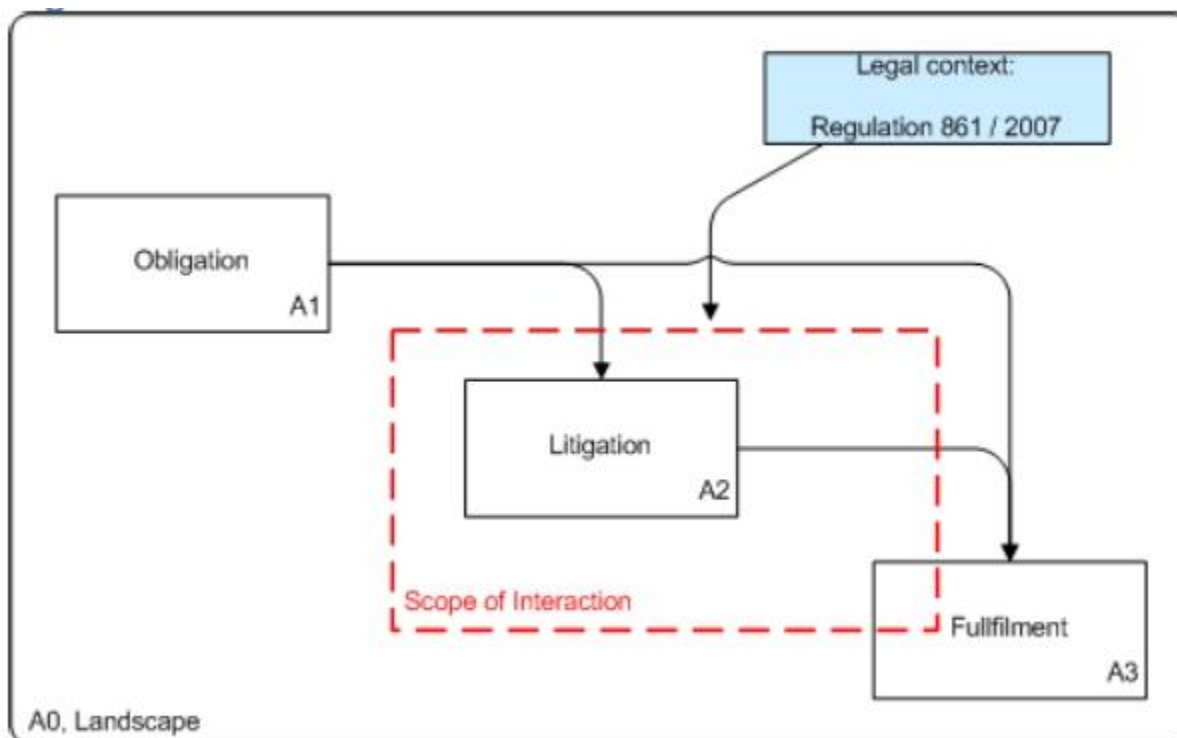 Legal context:
Regulation 861 / 2007
Obligation
A1
Litigation
A2
Scope of Interaction
Fullfilment
A3
A0, Landscape